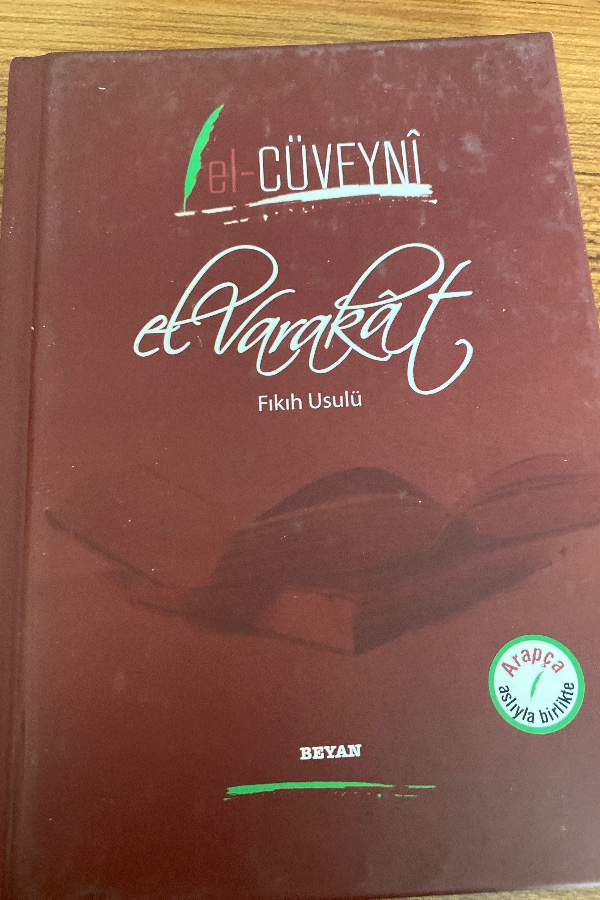 el-CÜVEYNÎ
el Varakât
Fıkıh Usulü
Arapça
aslıyla birlikte
BEYAN